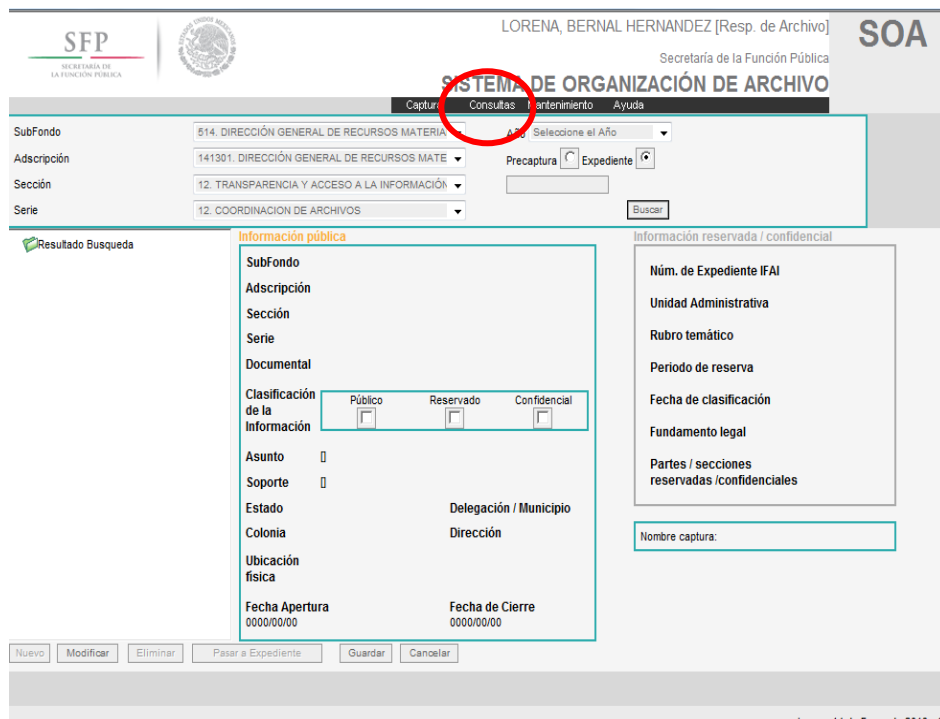 SFP
SECRETARÍA DE
LA FUNCIÓN PÚBLICA
ESTADOS UNIDOS MEXICANOS
LORENA, BERNAL HERNANDEZ [Resp. de Archivo]
Secretaría de la Función Pública
SISTEMA DE ORGANIZACIÓN DE ARCHIVO
SOA
Captura Consultas Mantenimiento Ayuda
SubFondo 514. DIRECCIÓN GENERAL DE RECURSOS MATERIA Año Seleccione el Año
Adscripción 141301. DIRECCIÓN GENERAL DE RECURSOS MATE Precaptura Expediente
Sección 12. TRANSPARENCIA Y ACCESO A LA INFORMACIÓN
Serie 12. COORDINACION DE ARCHIVOS Buscar
Resultado Busqueda
Información pública
SubFondo
Adscripción
Sección
Serie
Documental
Clasificación
de la
Información
Público Reservado Confidencial
Asunto []
Soporte []
Estado Delegación / Municipio
Colonia Dirección
Ubicación
física
Fecha Apertura Fecha de Cierre
0000/00/00 0000/00/00
Información reservada / confidencial
Núm. de Expediente IFAI
Unidad Administrativa
Rubro temático
Periodo de reserva
Fecha de clasificación
Fundamento legal
Partes / secciones
reservadas /confidenciales
Nombre captura:
Nuevo Modificar Eliminar Pasar a Expediente Guardar Cancelar